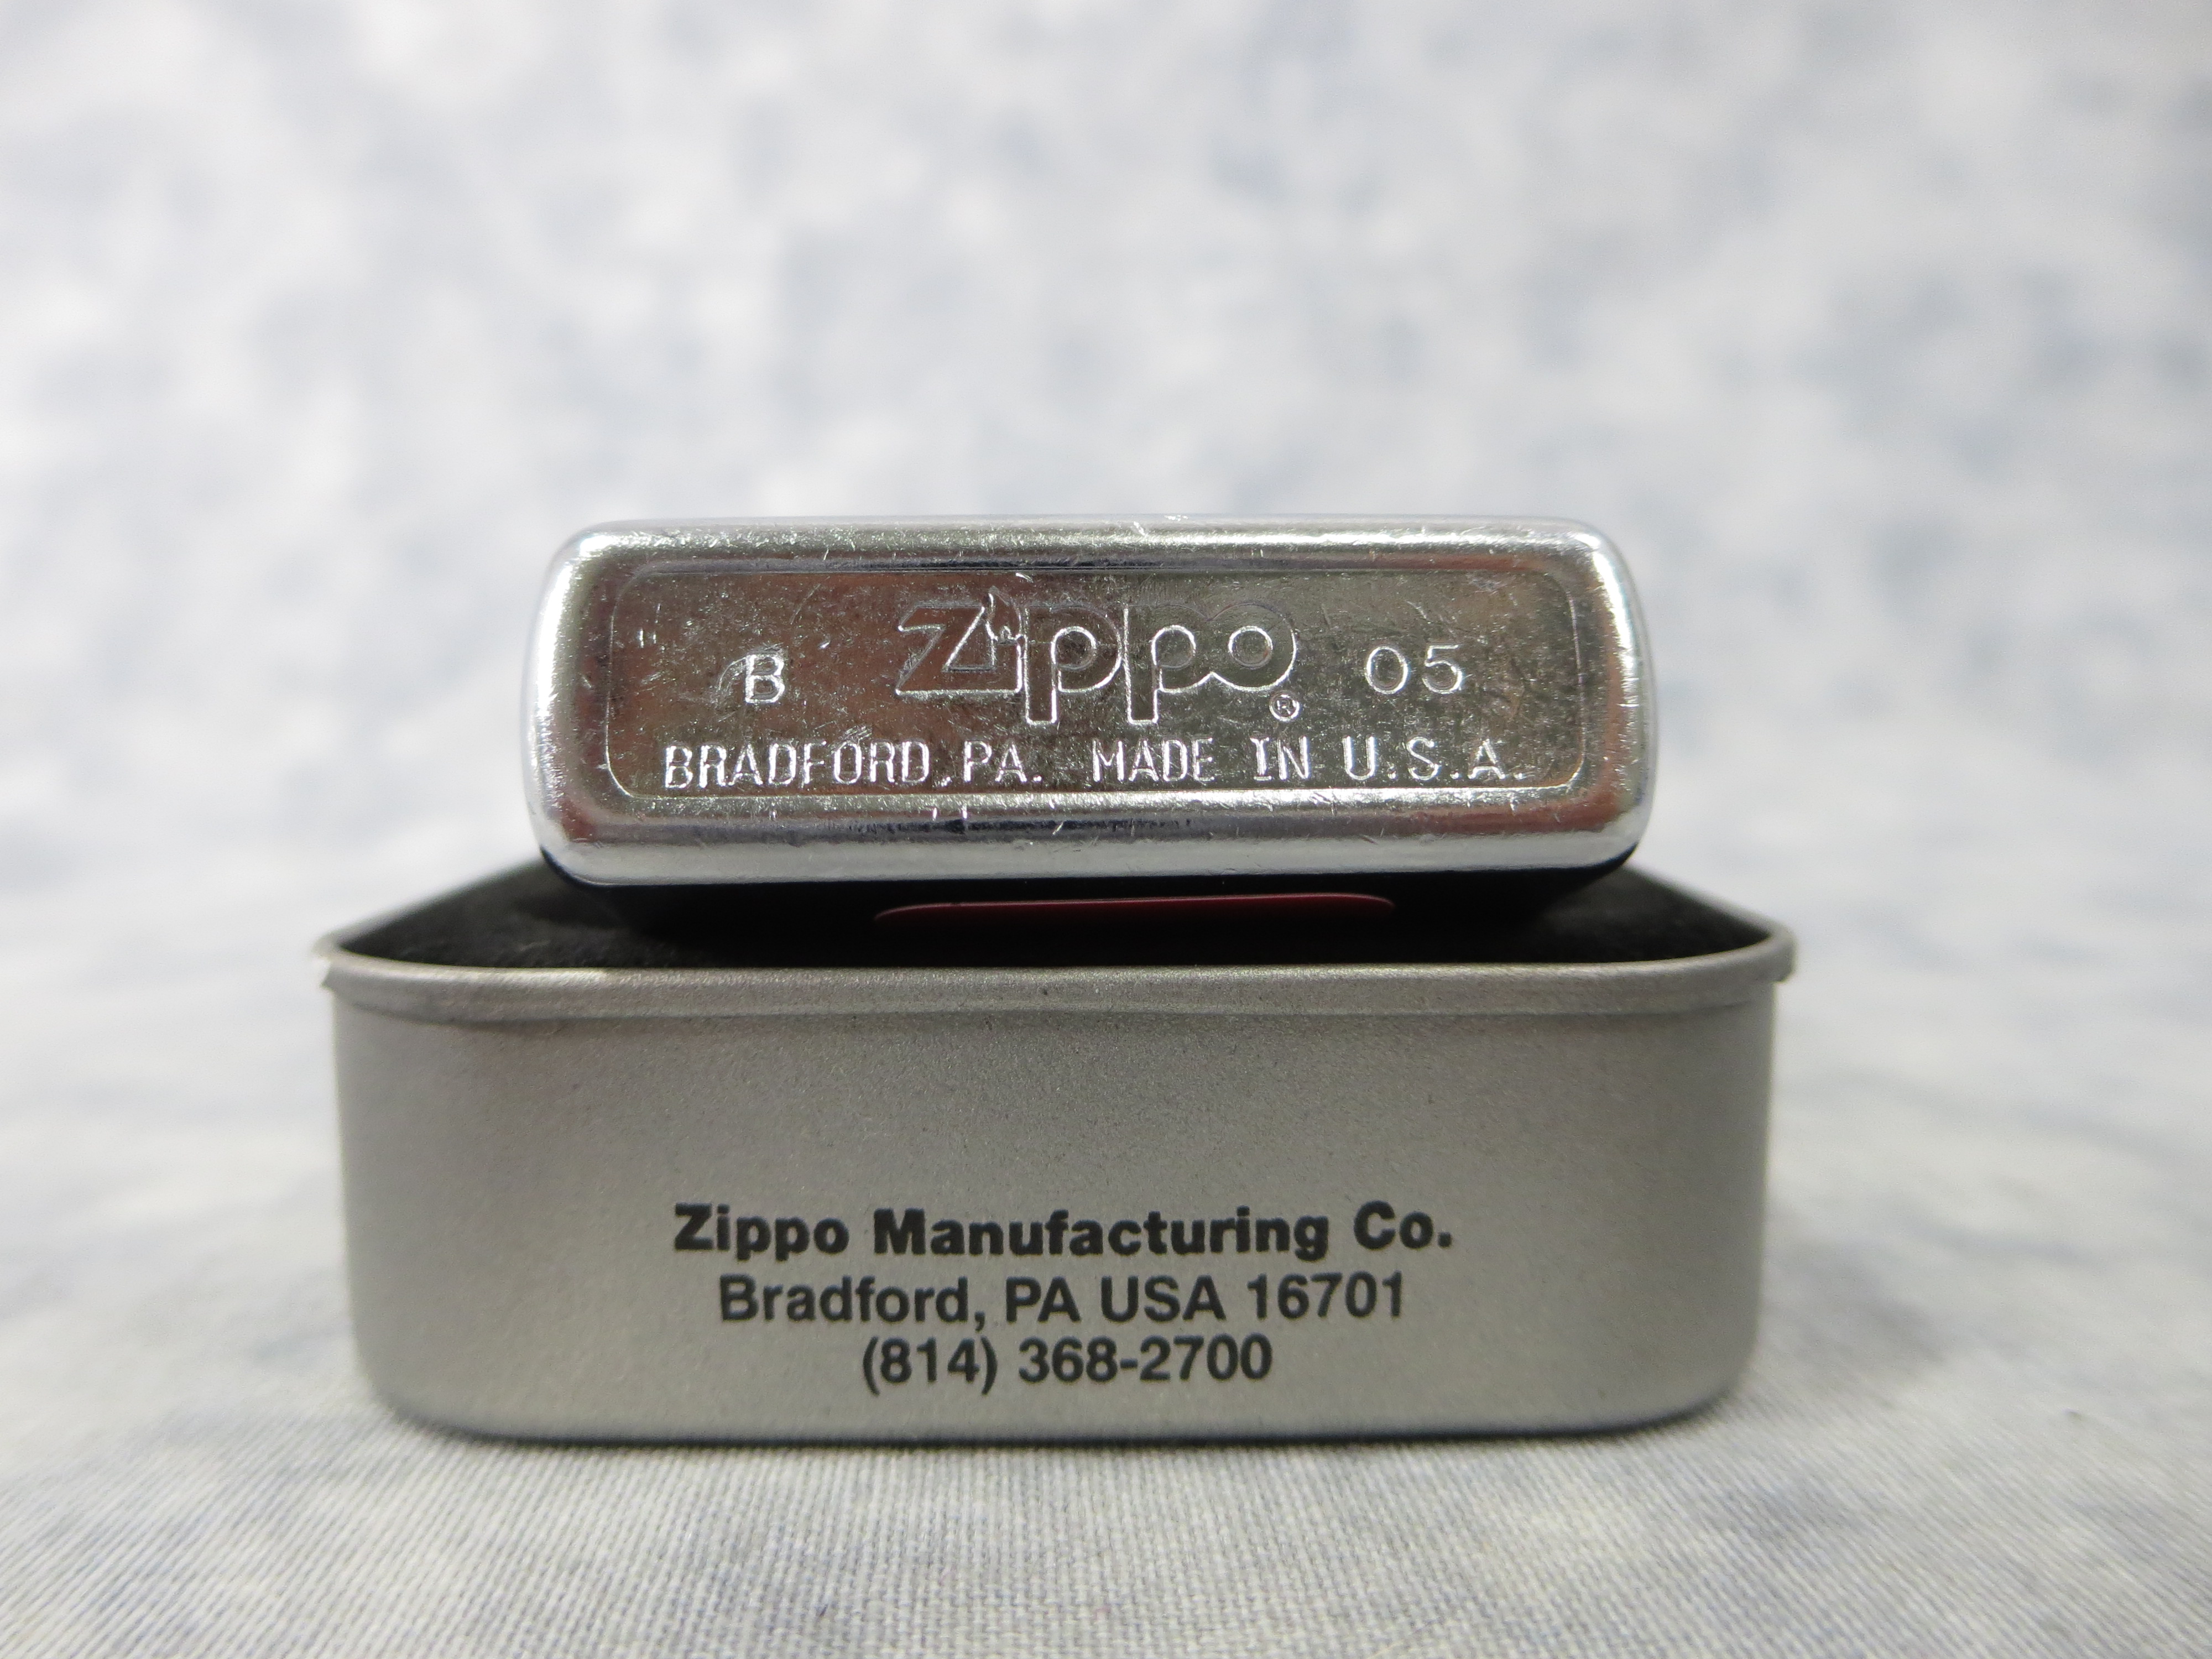 B Zippo® 05
BRADFORD, PA. MADE IN U.S.A.
Zippo Manufacturing Co.
Bradford, PA USA 16701
(814) 368-2700